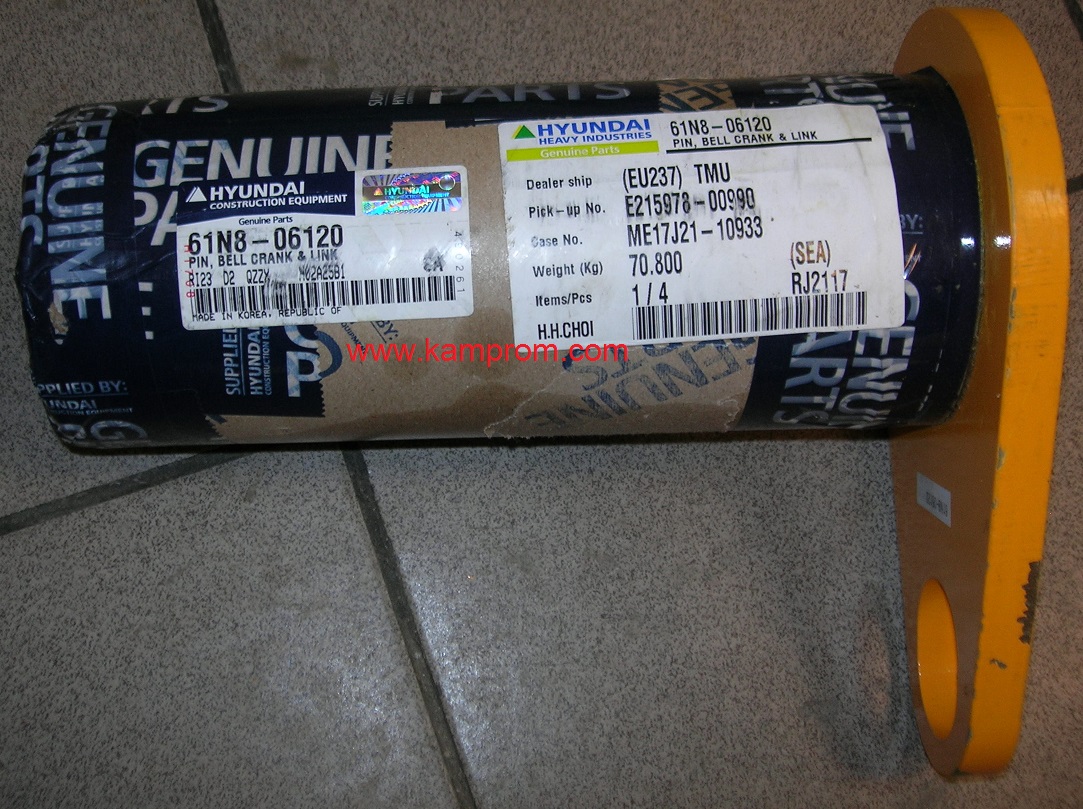 GENUINE
PARTS
HYUNDAI
CONSTRUCTION EQUIPMENT
Genuine Parts
61N8-06120
PIN, BELL CRANK & LINK
MADE IN KOREA, REPUBLIC OF
HYUNDAI
HYUNDAI
HEAVY INDUSTRIES
Genuine Parts
61N8-06120
PIN, BELL CRANK & LINK
Dealer ship (EU237) TMU
Pick-up No. E215978-00990
Case No. ME17J21-10933
Weight (Kg) 70.800 (SEA)
Items/Pcs 1/4 RJ2117
H.H.CHOI
www.kamprom.com
SUPPLIED
HYUNDAI
CONSTRUCTION
GENUINE
PARTS
GENUINE